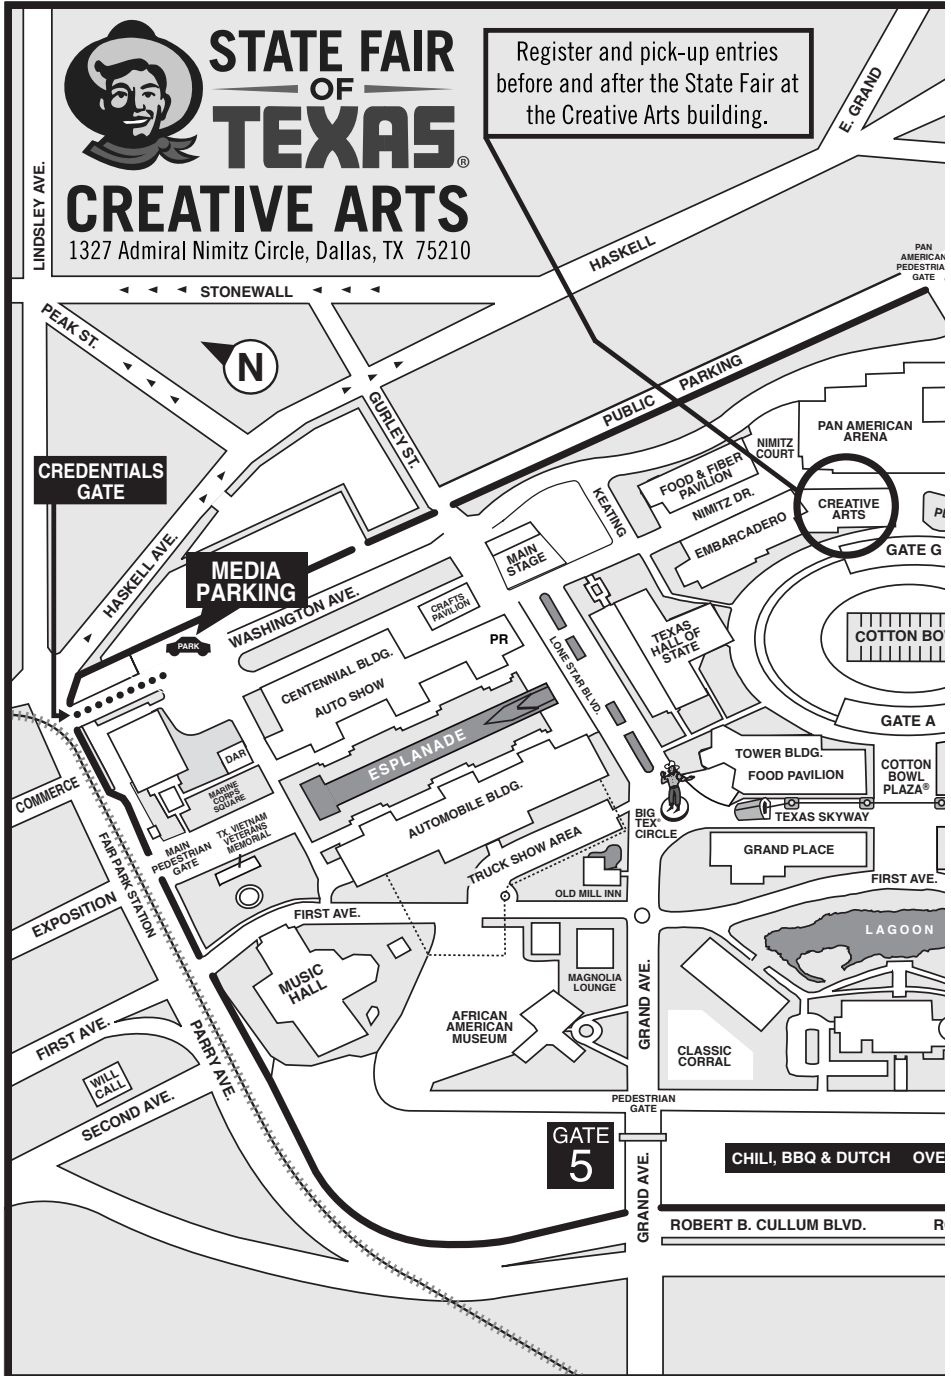 STATE FAIR
OF
TEXAS®
CREATIVE ARTS
1327 Admiral Nimitz Circle, Dallas, TX 75210
Register and pick-up entries
before and after the State Fair at
the Creative Arts building.
E. GRAND
LINDSLEY AVE.
HASKELL
PAN
AMERICAN
PEDESTRIA
GATE
STONEWALL
PEAK ST.
N
GURLEY ST.
PUBLIC PARKING
PAN AMERICAN
ARENA
NIMITZ
COURT
CREDENTIALS
GATE
FOOD & FIBER
PAVILION
KEATING
NIMITZ DR.
CREATIVE
ARTS
EMBARCADERO
GATE G
HASKELL AVE.
MAIN
STAGE
MEDIA
PARKING
WASHINGTON AVE.
CRAFTS
PAVILION
PARK
PR
TEXAS
HALL OF
STATE
COTTON BO
LONE STAR BLVD.
CENTENNIAL BLDG.
AUTO SHOW
GATE A
ESPLANADE
DAR
TOWER BLDG.
FOOD PAVILION
COTTON
BOWL
PLAZA®
COMMERCE
MARINE
CORPS
SQUARE
AUTOMOBILE BLDG.
BIG
TEX®
CIRCLE
TEXAS SKYWAY
TX. VIETNAM
VETERANS
MEMORIAL
MAIN
PEDESTRIAN
GATE
FAIR PARK STATION
TRUCK SHOW AREA
GRAND PLACE
OLD MILL INN
FIRST AVE.
EXPOSITION
FIRST AVE.
LAGOON
MUSIC
HALL
MAGNOLIA
LOUNGE
GRAND AVE.
AFRICAN
AMERICAN
MUSEUM
FIRST AVE.
PARRY AVE.
CLASSIC
CORRAL
WILL
CALL
SECOND AVE.
PEDESTRIAN
GATE
GATE
5
CHILI, BBQ & DUTCH OVE
GRAND AVE.
ROBERT B. CULLUM BLVD.